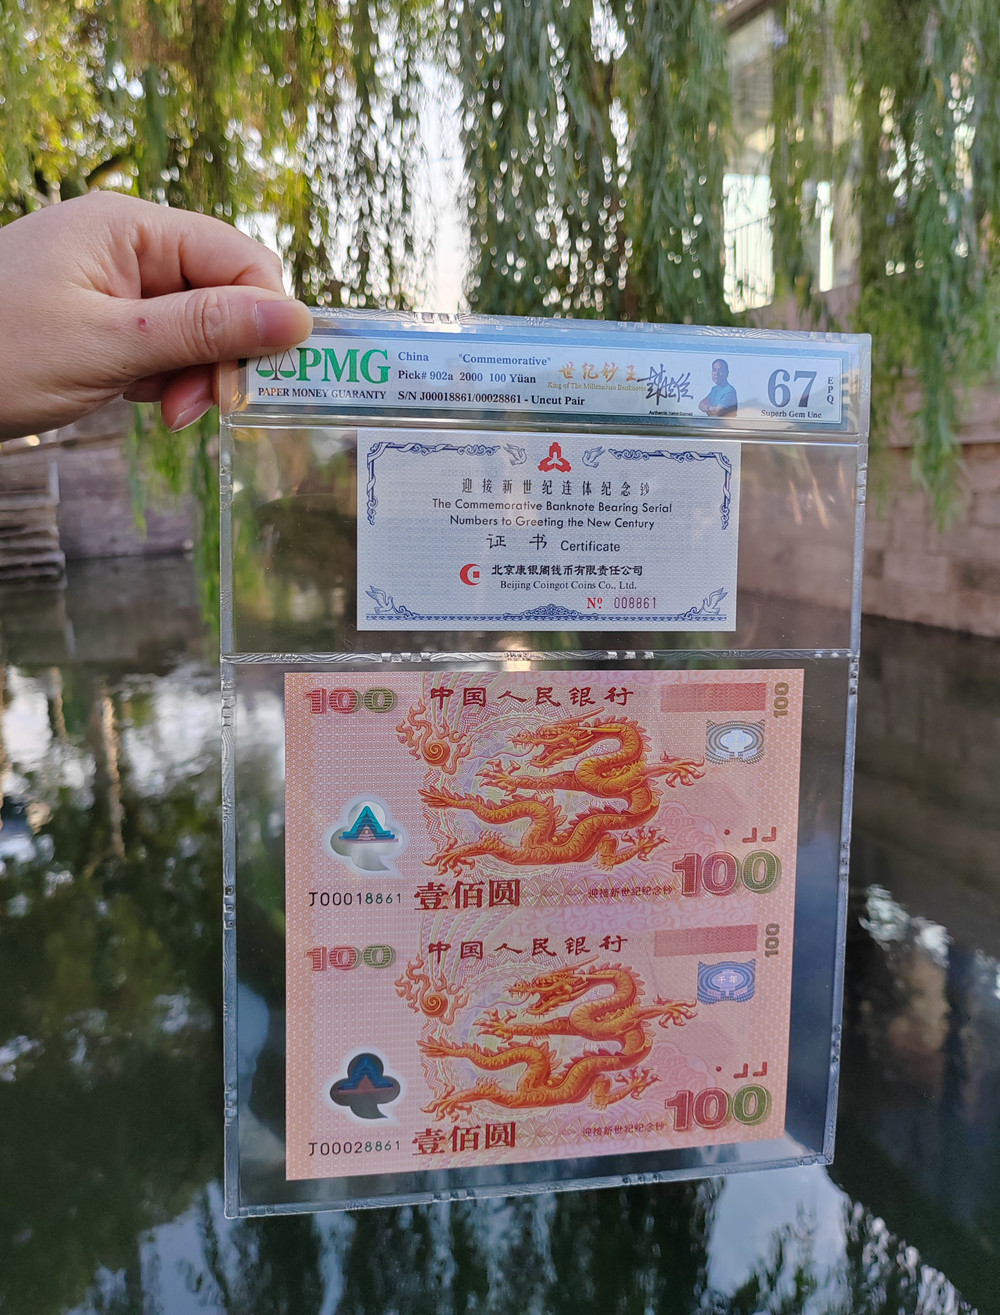 PMG
PAPER MONEY GUARANTY
China "Commemorative"
Pick# 902a 2000 100 Yüan
S/N J00018861/00028861 - Uncut Pair
世纪钞王
King of The Millennium Banknote
67
EPQ
Superb Gem Unc
迎接新世纪连体纪念钞
The Commemorative Banknote Bearing Serial
Numbers to Greeting the New Century
证书 Certificate
北京康银阁钱币有限责任公司
Beijing Coingot Coins Co., Ltd.
Nº 008861
100
中国人民银行
100
J00018861
壹佰圆
迎接新世纪纪念钞
100
100
中国人民银行
100
千年
J00028861
壹佰圆
迎接新世纪纪念钞
100